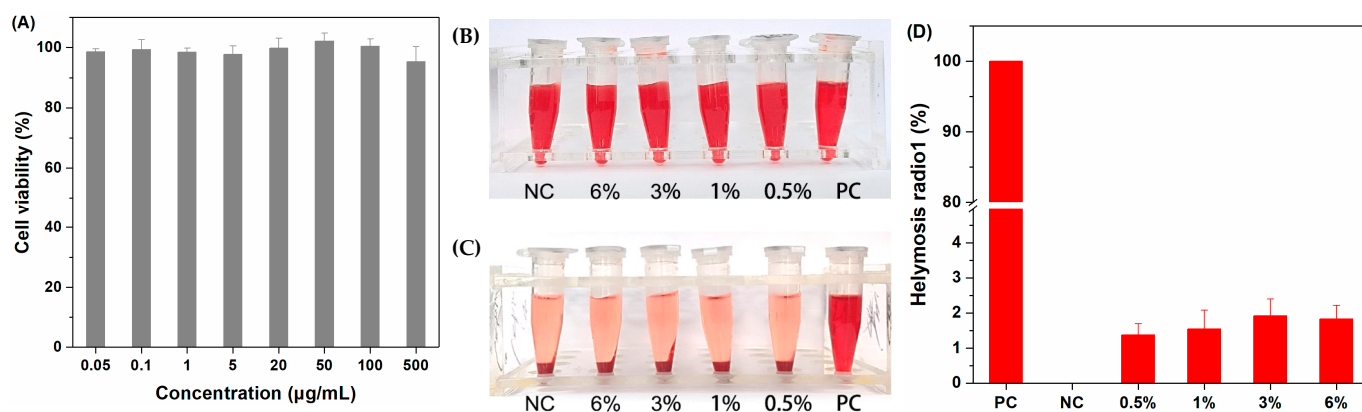 (A)
Cell viability (%)
120
100
80
60
40
20
0
0.05 0.1 1 5 20 50 100 500
Concentration (μg/mL)
(B)
NC 6% 3% 1% 0.5% PC
(C)
NC 6% 3% 1% 0.5% PC
(D)
Helymosis radio1 (%)
100
90
80
4
3
2
1
0
PC NC 0.5% 1% 3% 6%